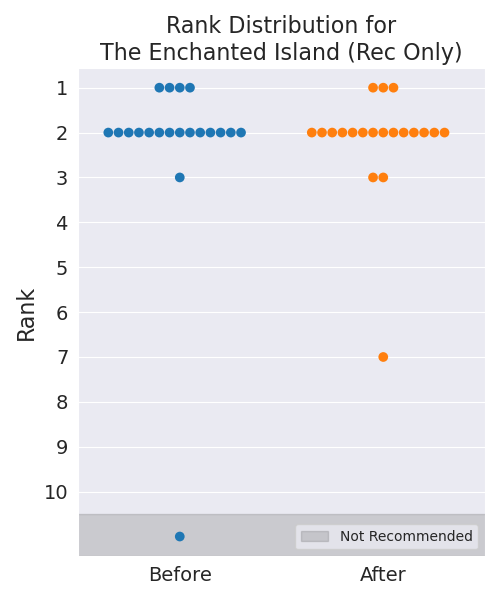 Rank Distribution for
The Enchanted Island (Rec Only)
Rank
1
2
3
4
5
6
7
8
9
10
Not Recommended
Before
After